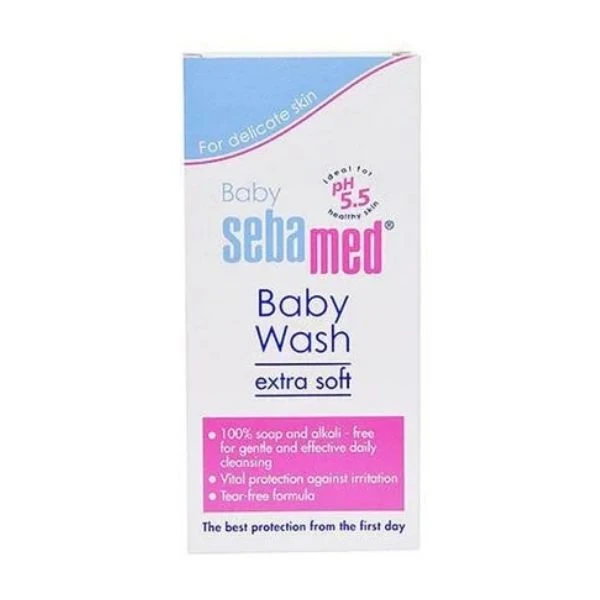 For delicate skin
Baby
ideal for
pH
5.5
healthy skin
sebamed®
Baby
Wash
extra soft
• 100% soap and alkali - free
for gentle and effective daily
cleansing
• Vital protection against irritation
• Tear-free formula
The best protection from the first day